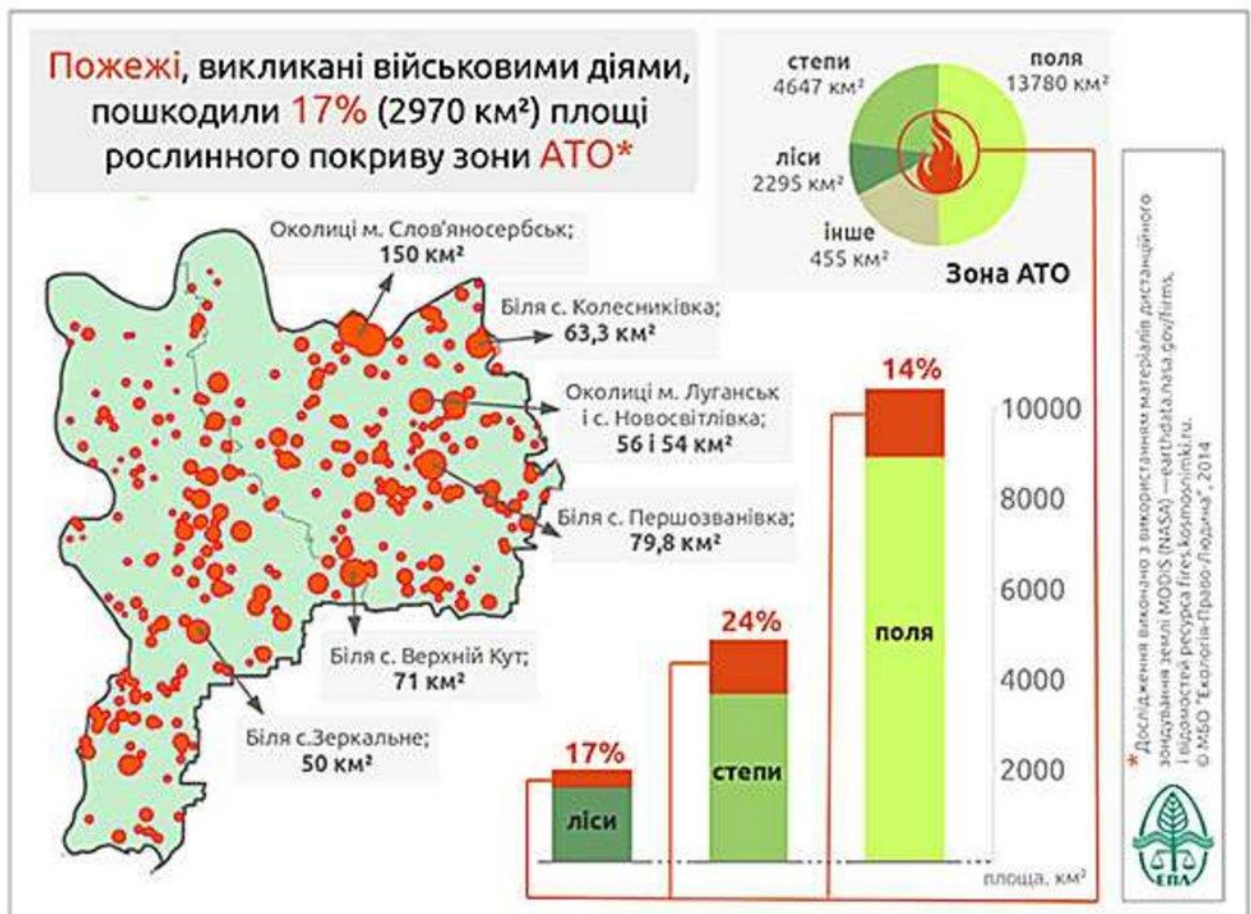 Пожежі, викликані військовими діями,
пошкодили 17% (2970 км²) площі
рослинного покриву зони АТО*
степи
4647 км²
поля
13780 км²
ліси
2295 км²
інше
455 км²
Зона АТО
Околиці м. Слов'яносербськ;
150 км²
Біля с. Колесниківка;
63,3 км²
Околиці м. Луганськ
і с. Новосвітлівка;
56 і 54 км²
Біля с. Першозванівка;
79,8 км²
Біля с. Верхній Кут;
71 км²
Біля с.Зеркальне;
50 км²
17%
ліси
24%
степи
14%
поля
10000
8000
6000
4000
2000
площа, км²
*Дослідження виконано з використанням матеріалів дистанційного
зондування землі MODIS (NASA) —earthdata.nasa.gov/firms,
і відомостей ресурса fires.kosmosnimki.ru.
© МБО "Екологія-Право-Людина", 2014
ЕПЛ